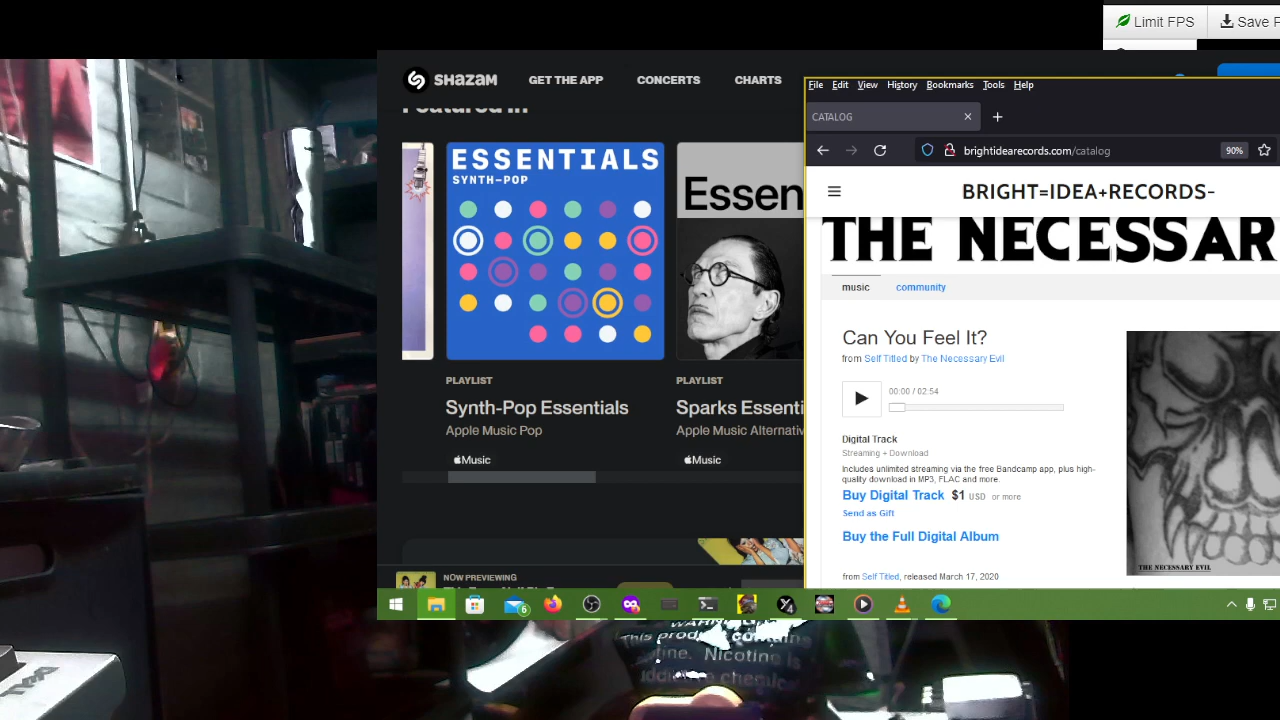 Limit FPS
Save
SHAZAM
GET THE APP
CONCERTS
CHARTS
Featured In
ESSENTIALS
SYNTH-POP
Essen
PLAYLIST
Synth-Pop Essentials
Apple Music Pop
Music
PLAYLIST
Sparks Essenti
Apple Music Alternativ
Music
NOW PREVIEWING
File Edit View History Bookmarks Tools Help
CATALOG
brightidearecords.com/catalog
90%
BRIGHT=IDEA+RECORDS-
THE NECESSAR
music
community
Can You Feel It?
from Self Titled by The Necessary Evil
00:00 / 02:54
Digital Track
Streaming + Download
Includes unlimited streaming via the free Bandcamp app, plus high-
quality download in MP3, FLAC and more.
Buy Digital Track $1 USD or more
Send as Gift
Buy the Full Digital Album
from Self Titled, released March 17, 2020
THE NECESSARY EVIL
6
This product contains
Nicotine is
addictive chemical